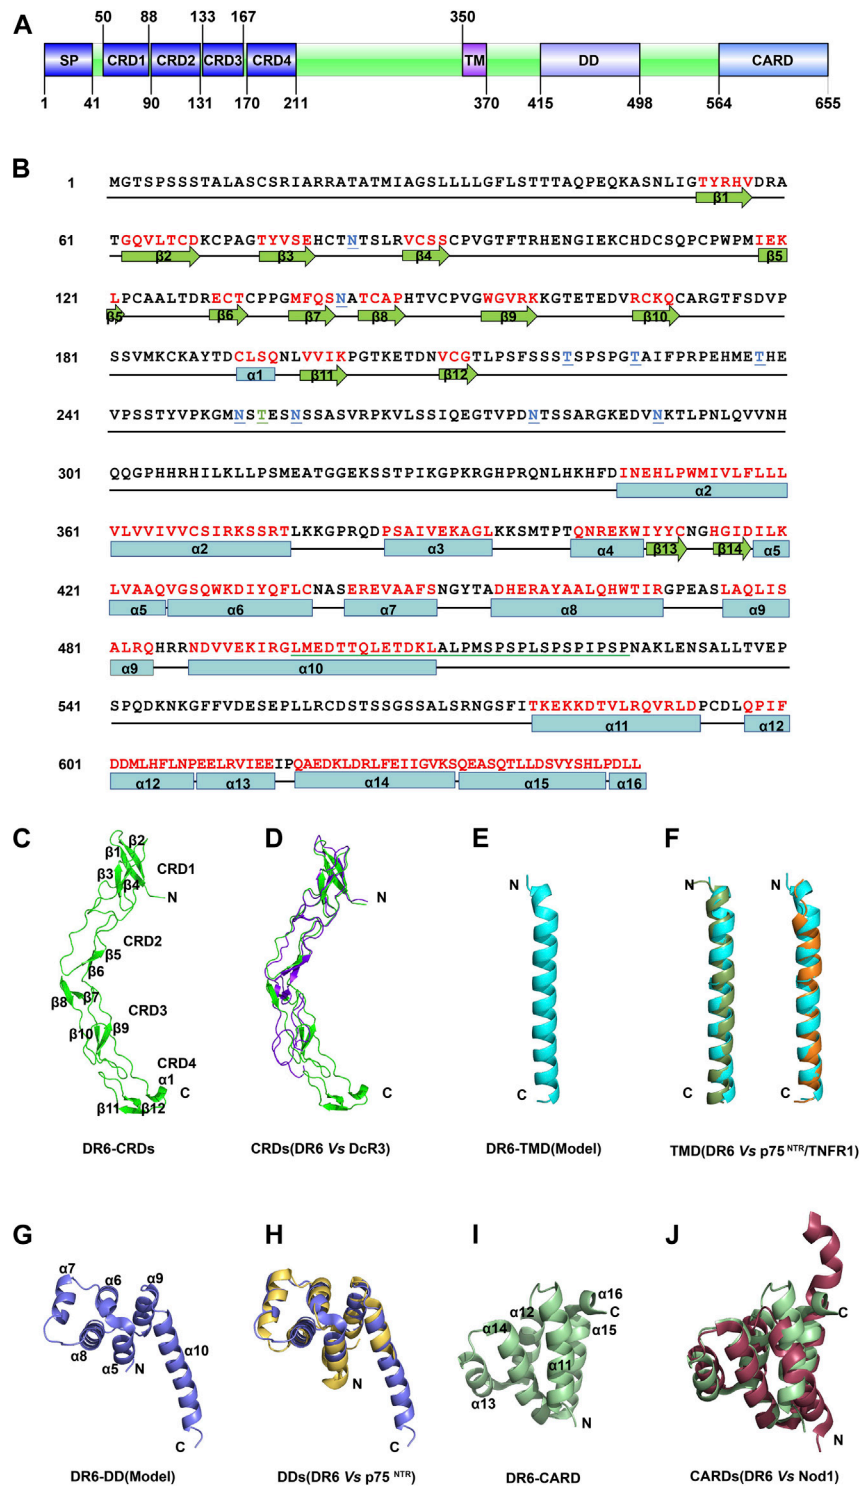 A
50 88 133 167 350
SP CRD1 CRD2 CRD3 CRD4 TM DD CARD
1 41 90 131 170 211 370 415 498 564 655
B
1 MGTSPSSSTALASCSRIARRATATMIAGSLLLLGFLSTTTAQPEQKASNLIGTYRHVDRA
β1
61 TGQVLTCDKCPAGTYVSEHCTNTSLRVCSSCPVGTFTRHENGIEKCHDCSQPCPWPMIEK
β2 β3 β4 β5
121 LPCAALTDRECTCPPGMFQSNATCAPHTVCPVGWGVRKKGTETEDVRCKQCARGTFSDVP
β5 β6 β7 β8 β9 β10
181 SSVMKCKAYTDCLSQNLVVIKPGTKETDNVCGTLPSFSSSTSPSPGTAIFPRPEHMETHE
α1 β11 β12
241 VPSSTYVPKGMNSTESNSSASVRPKVLSSIQEGTVPDNTSSARGKEDVNKTLPNLQVVNH
301 QQGPHHRHILKLLPSMEATGGEKSSTPIKGPKRGHPRQNLHKHFDINEHLPWMIVLFLLL
α2
361 VLVVIVVCSIRKSSRTLKKGPRQDPSAIVEKAGLKKSMTPTQNREKWIYYCNGHGIDILK
α2 α3 α4 β13 β14 α5
421 LVAAQVGSQWKDIYQFLCNASEREVAAFSNGYTADHERAYAALQHWTIRGPEASLAQLIS
α5 α6 α7 α8 α9
481 ALRQHRRNDVVEKIRGLMEDTTQLETDKLALPMSPSPLSPSPIPSPNAKLENSALLTVEP
α9 α10
541 SPQDKNKGFFVDESEPLLRCDSTSSGSSALSRNGSFITKEKKDTVLRQVRLDPCDLQPIF
α11 α12
601 DDMLHFLNPEELRVIEEIPQAEDKLDRLFEIIGVKSQEASQTLLDSVYSHLPDLL
α12 α13 α14 α15 α16
C
β1 β2
β3 β4
CRD1
N
CRD2
β5
β6
β7
β8
CRD3
β9
β10
CRD4
α1
C
β11 β12
DR6-CRDs
D
N
C
CRDs(DR6 Vs DcR3)
E
N
C
DR6-TMD(Model)
F
N N
C C
TMD(DR6 Vs p75 NTR/TNFR1)
G
α7 α6 α9
α10
α8 α5 N
C
DR6-DD(Model)
H
N
C
DDs(DR6 Vs p75 NTR)
I
α16
α12 C
α14 α15
α11
α13
N
DR6-CARD
J
C
N
CARDs(DR6 Vs Nod1)